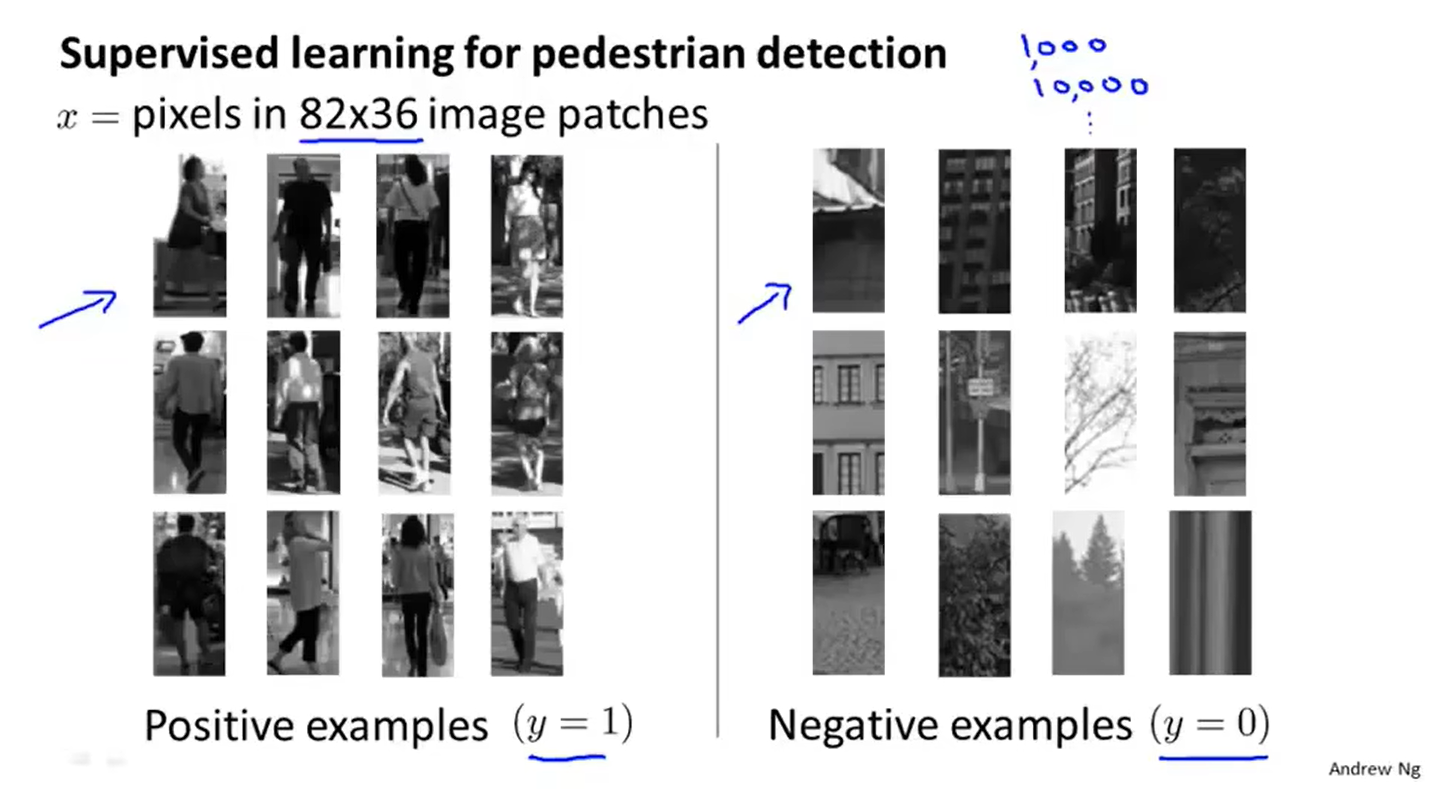 Supervised learning for pedestrian detection
1,000
10,000
x = pixels in 82x36 image patches
Positive examples (y = 1)
Negative examples (y = 0)
Andrew Ng